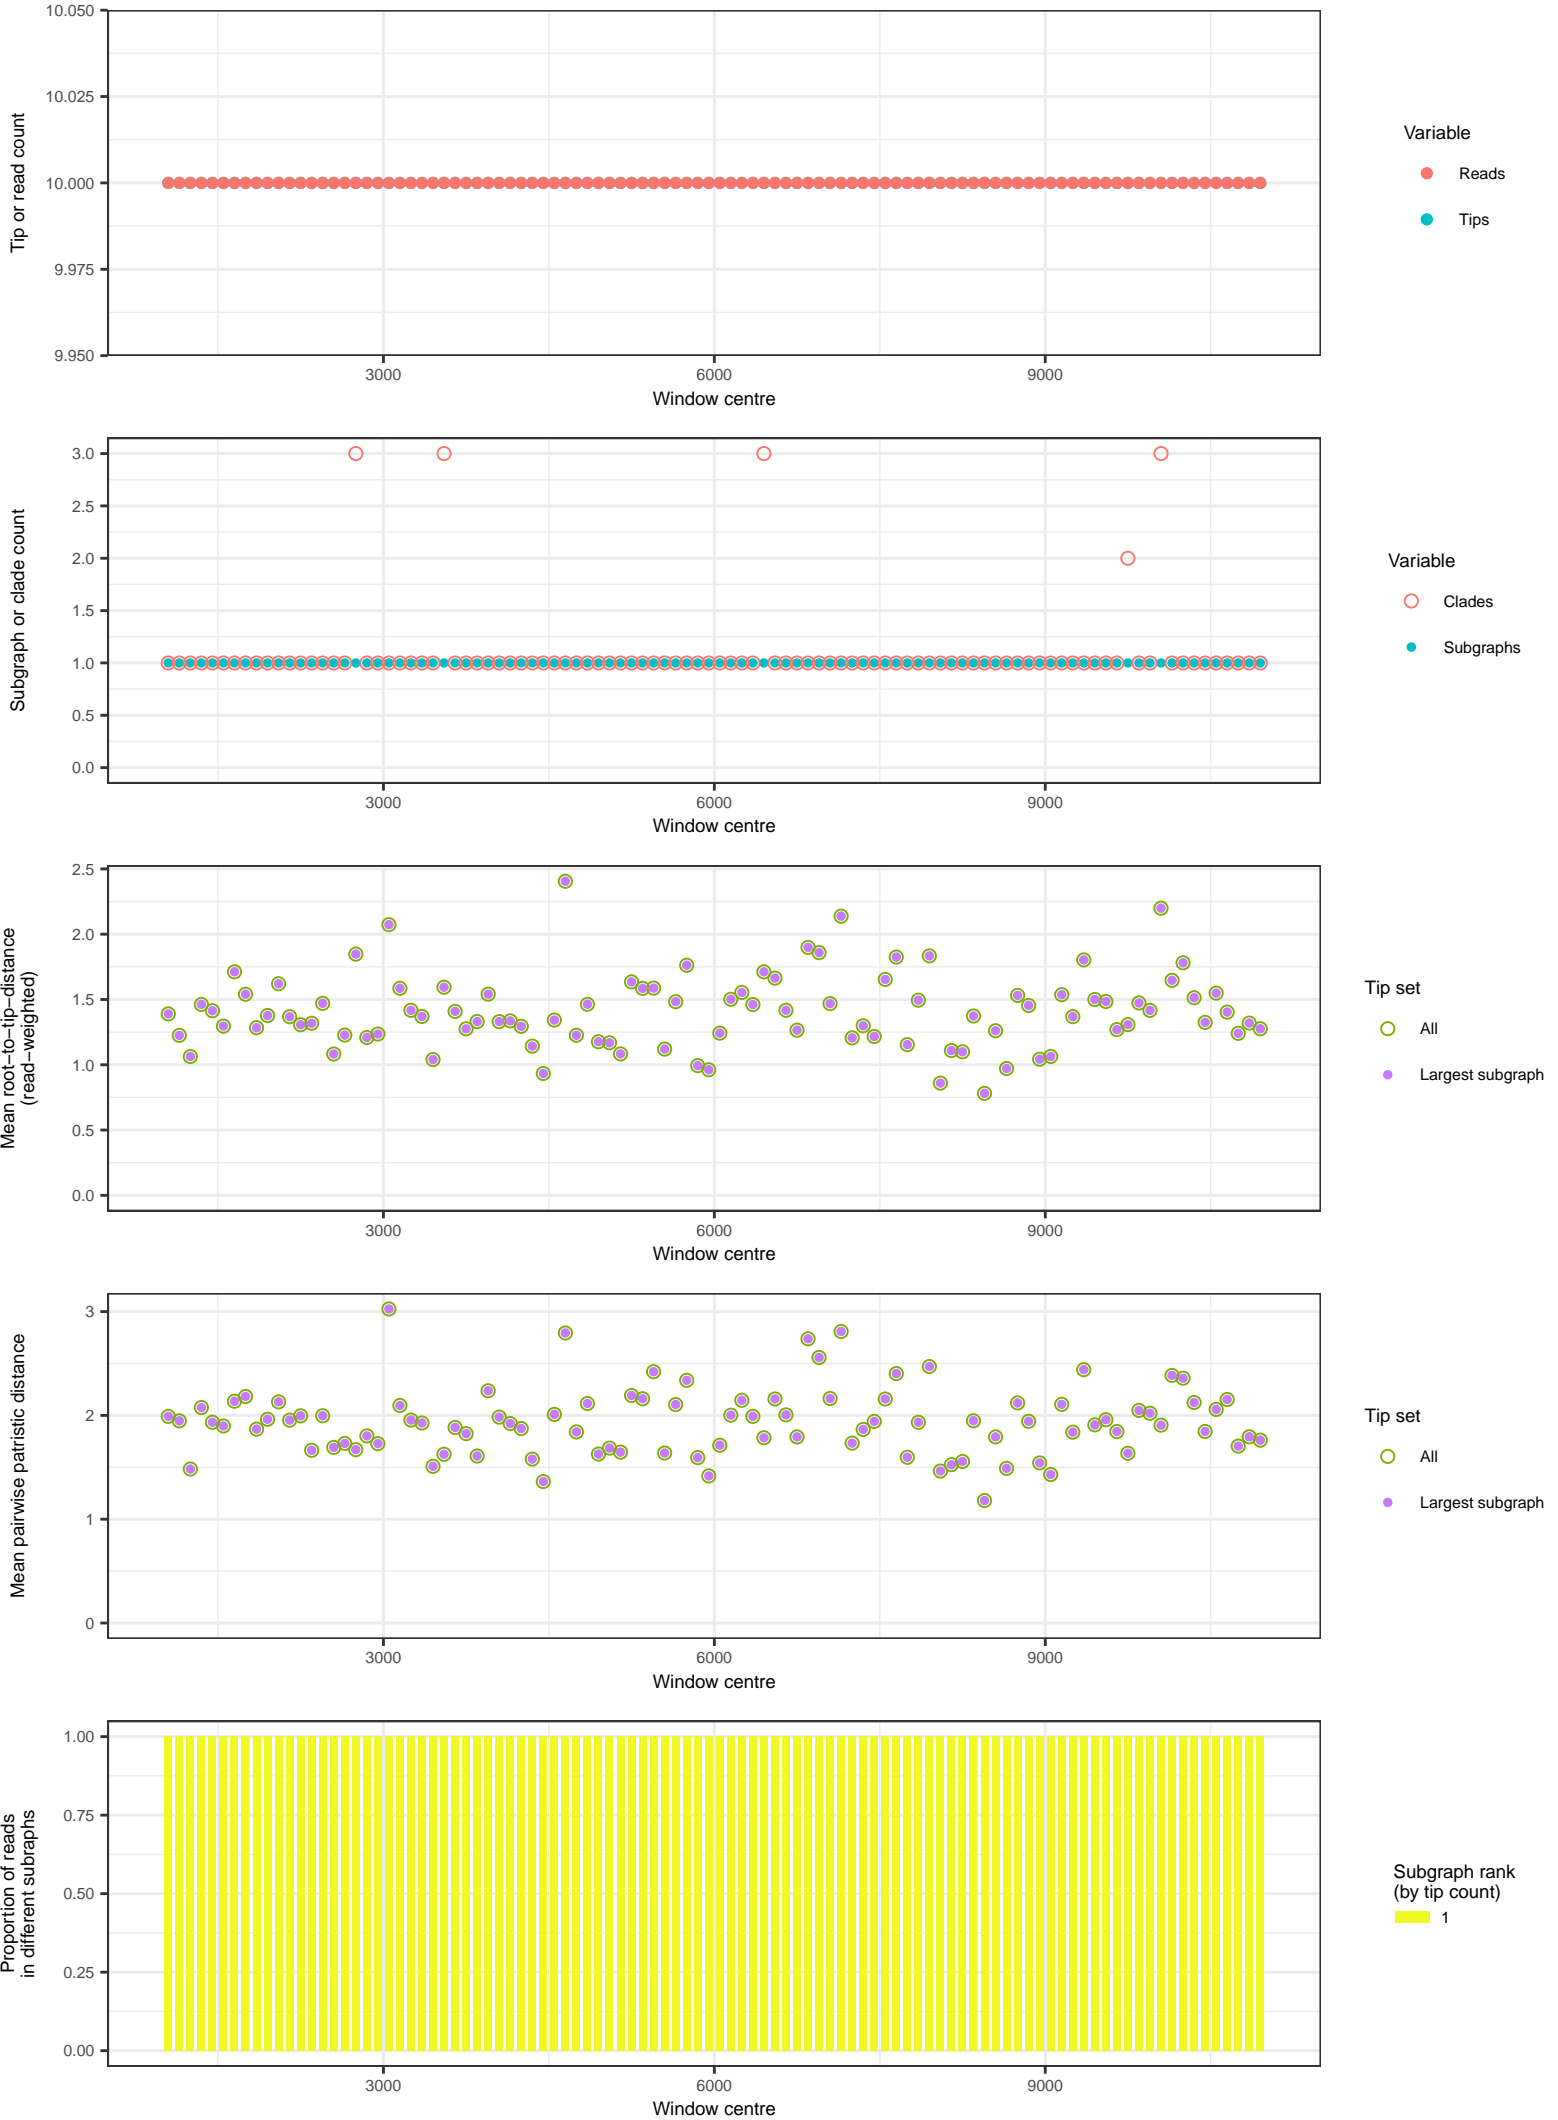 10.050
10.025
10.000
9.975
9.950
Tip or read count
3000
6000
9000
Window centre
Variable
Reads
Tips
3.0
2.5
2.0
1.5
1.0
0.5
0.0
Subgraph or clade count
3000
6000
9000
Window centre
Variable
Clades
Subgraphs
2.5
2.0
1.5
1.0
0.5
0.0
Mean root−to−tip−distance
(read−weighted)
3000
6000
9000
Window centre
Tip set
All
Largest subgraph
3
2
1
0
Mean pairwise patristic distance
3000
6000
9000
Window centre
Tip set
All
Largest subgraph
1.00
0.75
0.50
0.25
0.00
Proportion of reads
in different subraphs
3000
6000
9000
Window centre
Subgraph rank
(by tip count)
1